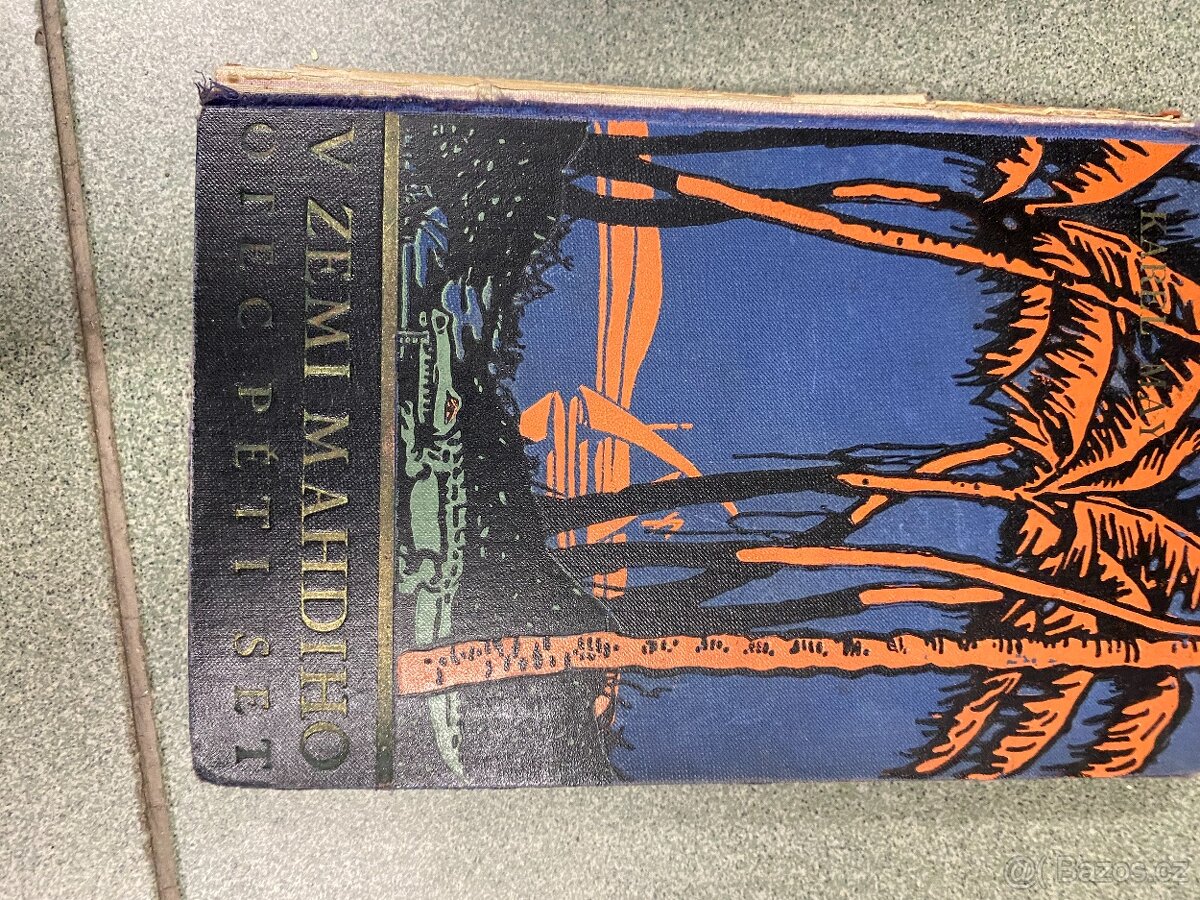 KAREL MAY
V ZEMI MAHDIHO
OTEC PĚTI SET
Bazos.cz